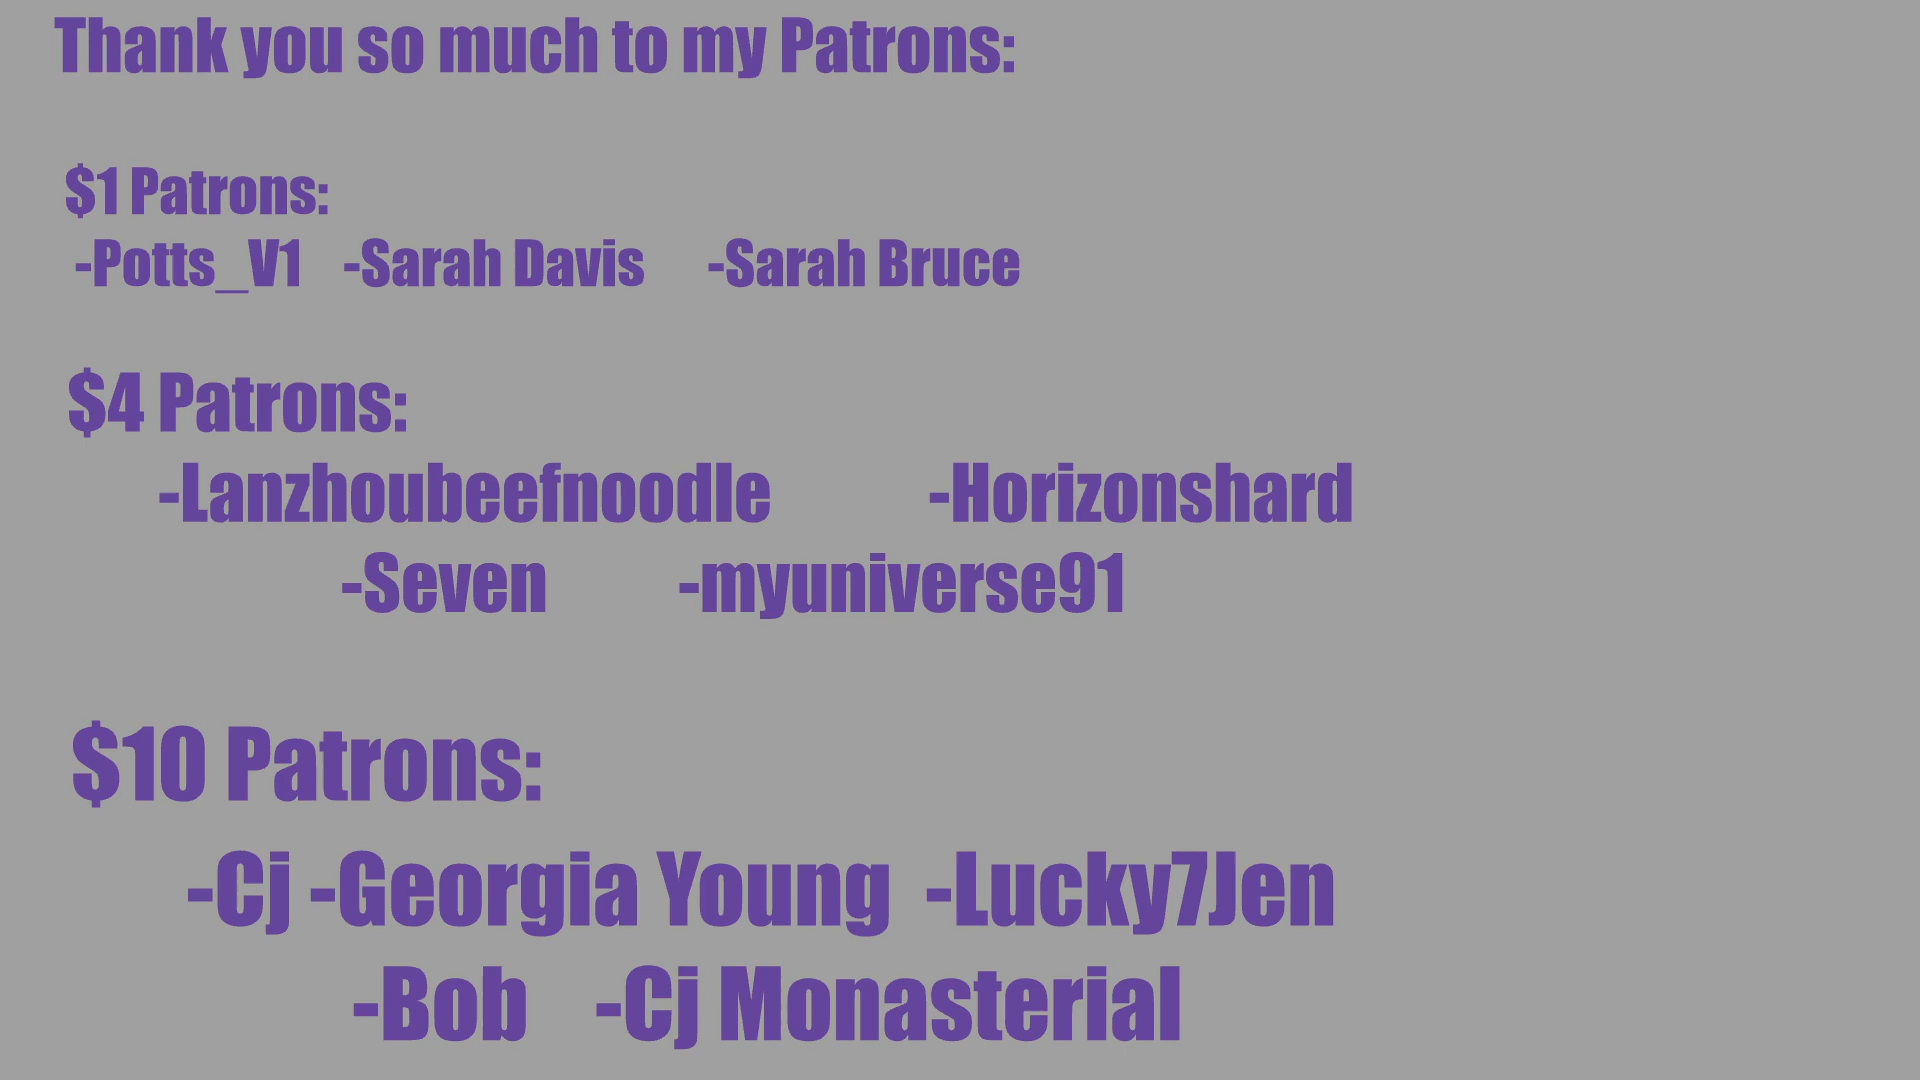 Thank you so much to my Patrons:
$1 Patrons:
-Potts_V1 -Sarah Davis -Sarah Bruce
$4 Patrons:
-Lanzhoubeefnoodle -Horizonshard
-Seven -myuniverse91
$10 Patrons:
-Cj -Georgia Young -Lucky7Jen
-Bob -Cj Monasterial